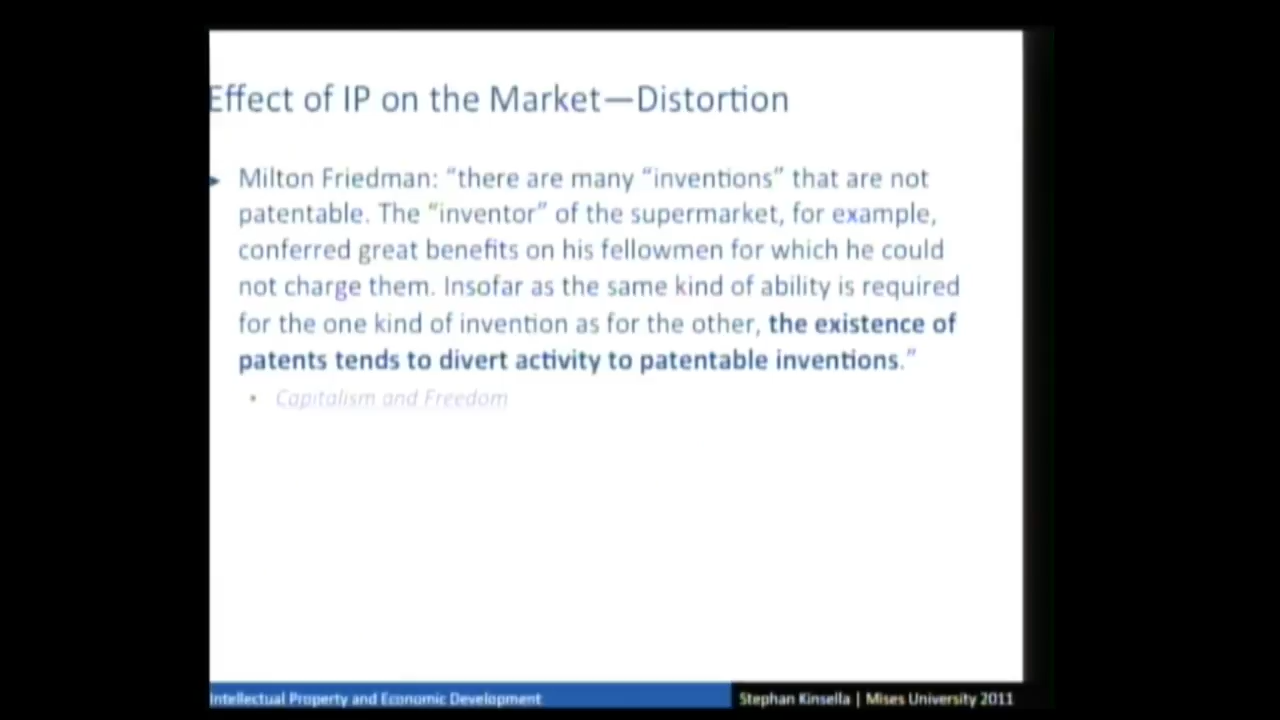 Effect of IP on the Market—Distortion
Milton Friedman: “there are many “inventions” that are not
patentable. The “inventor” of the supermarket, for example,
conferred great benefits on his fellowmen for which he could
not charge them. Insofar as the same kind of ability is required
for the one kind of invention as for the other, the existence of
patents tends to divert activity to patentable inventions.”
• Capitalism and Freedom
Intellectual Property and Economic Development
Stephan Kinsella | Mises University 2011